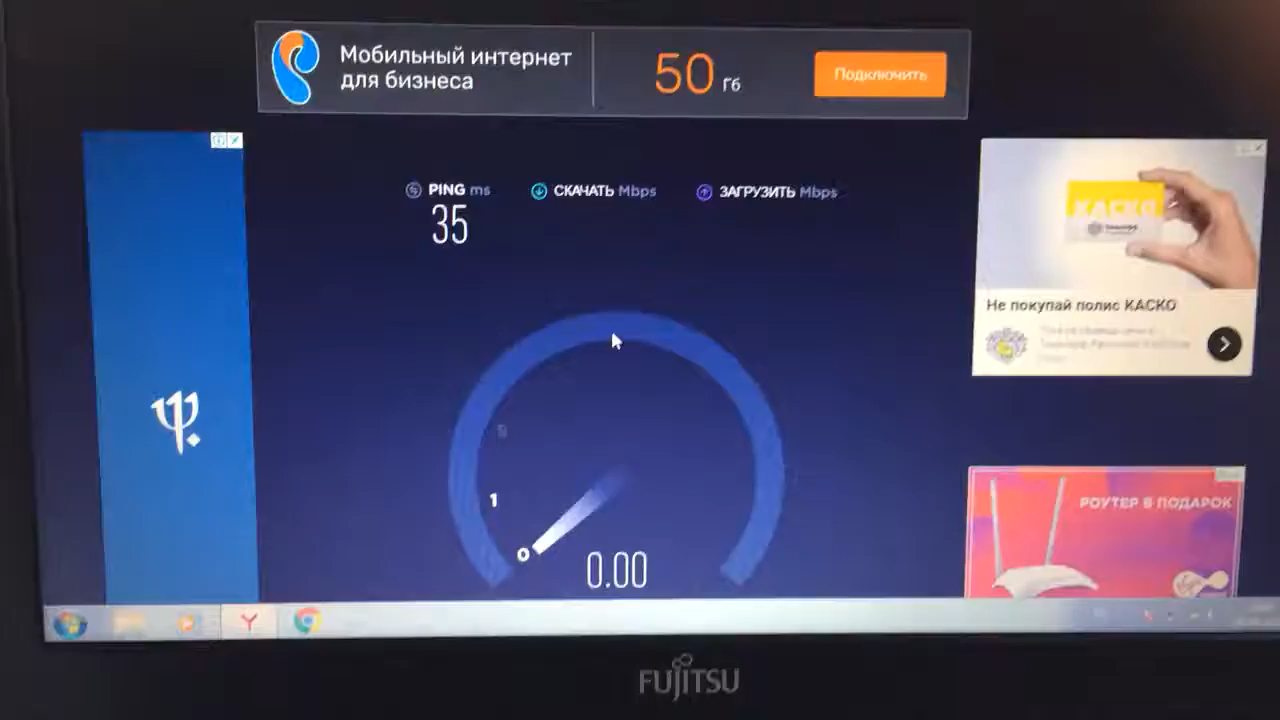 Мобильный интернет
для бизнеса
50 Гб
Подключить
PING ms
СКАЧАТЬ Mbps
ЗАГРУЗИТЬ Mbps
35
КАСКО
Не покупай полис КАСКО
5
1
0
0.00
РОУТЕР В ПОДАРОК
FUJITSU